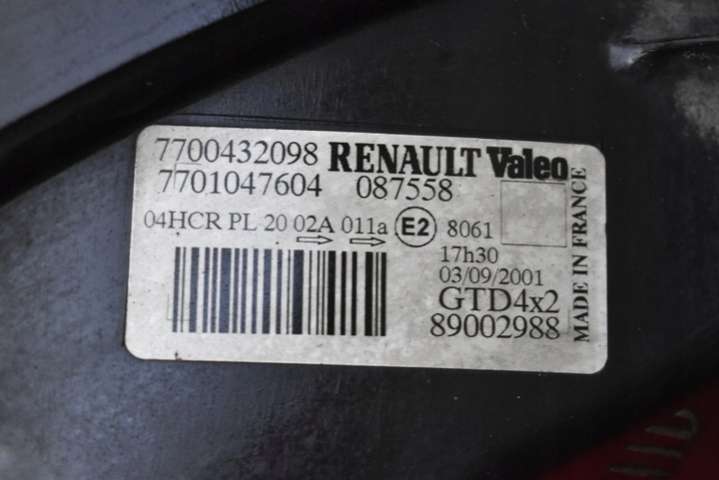 7700432098 RENAULT Valeo
7701047604 087558
04HCR PL 20 02A 011a E2 8061
17h30
03/09/2001
GTD4x2
89002988
MADE IN FRANCE